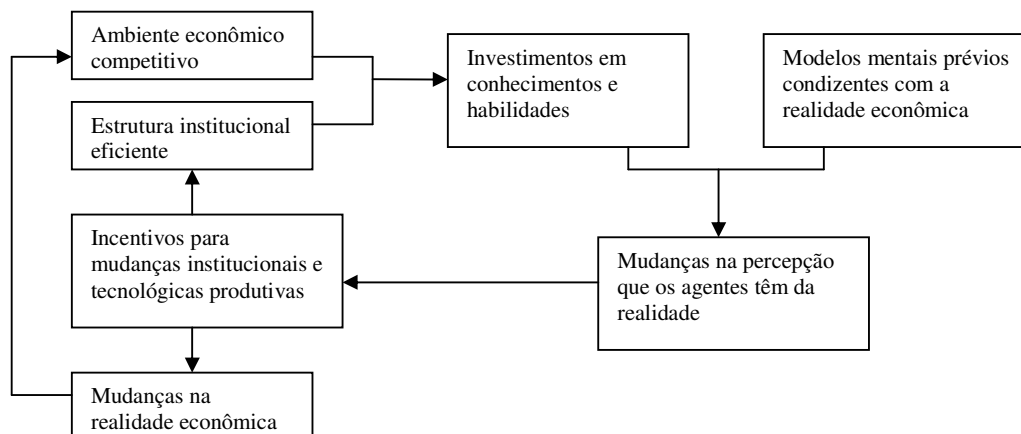 Ambiente econômico
competitivo
Estrutura institucional
eficiente
Investimentos em
conhecimentos e
habilidades
Modelos mentais prévios
condizentes com a
realidade econômica
Incentivos para
mudanças institucionais e
tecnológicas produtivas
Mudanças na percepção
que os agentes têm da
realidade
Mudanças na
realidade econômica